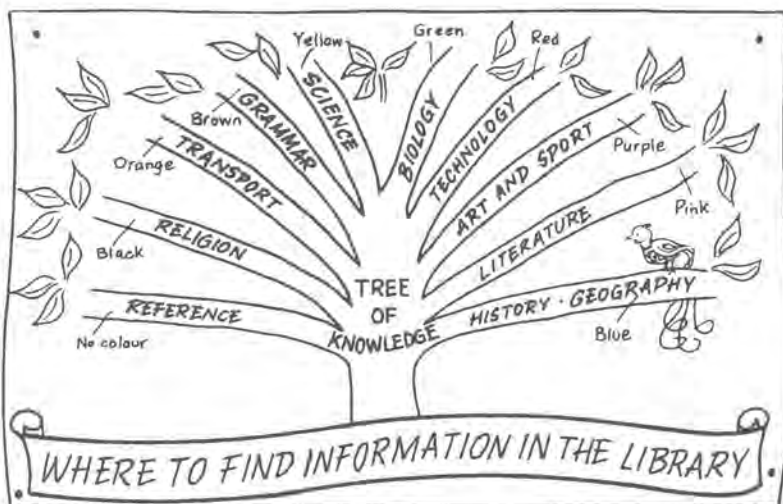 Yellow
SCIENCE
Green
BIOLOGY
Red
TECHNOLOGY
Brown
GRAMMAR
Purple
ART AND SPORT
Orange
TRANSPORT
Pink
LITERATURE
Black
RELIGION
Blue
HISTORY · GEOGRAPHY
No colour
REFERENCE
TREE
OF
KNOWLEDGE
WHERE TO FIND INFORMATION IN THE LIBRARY